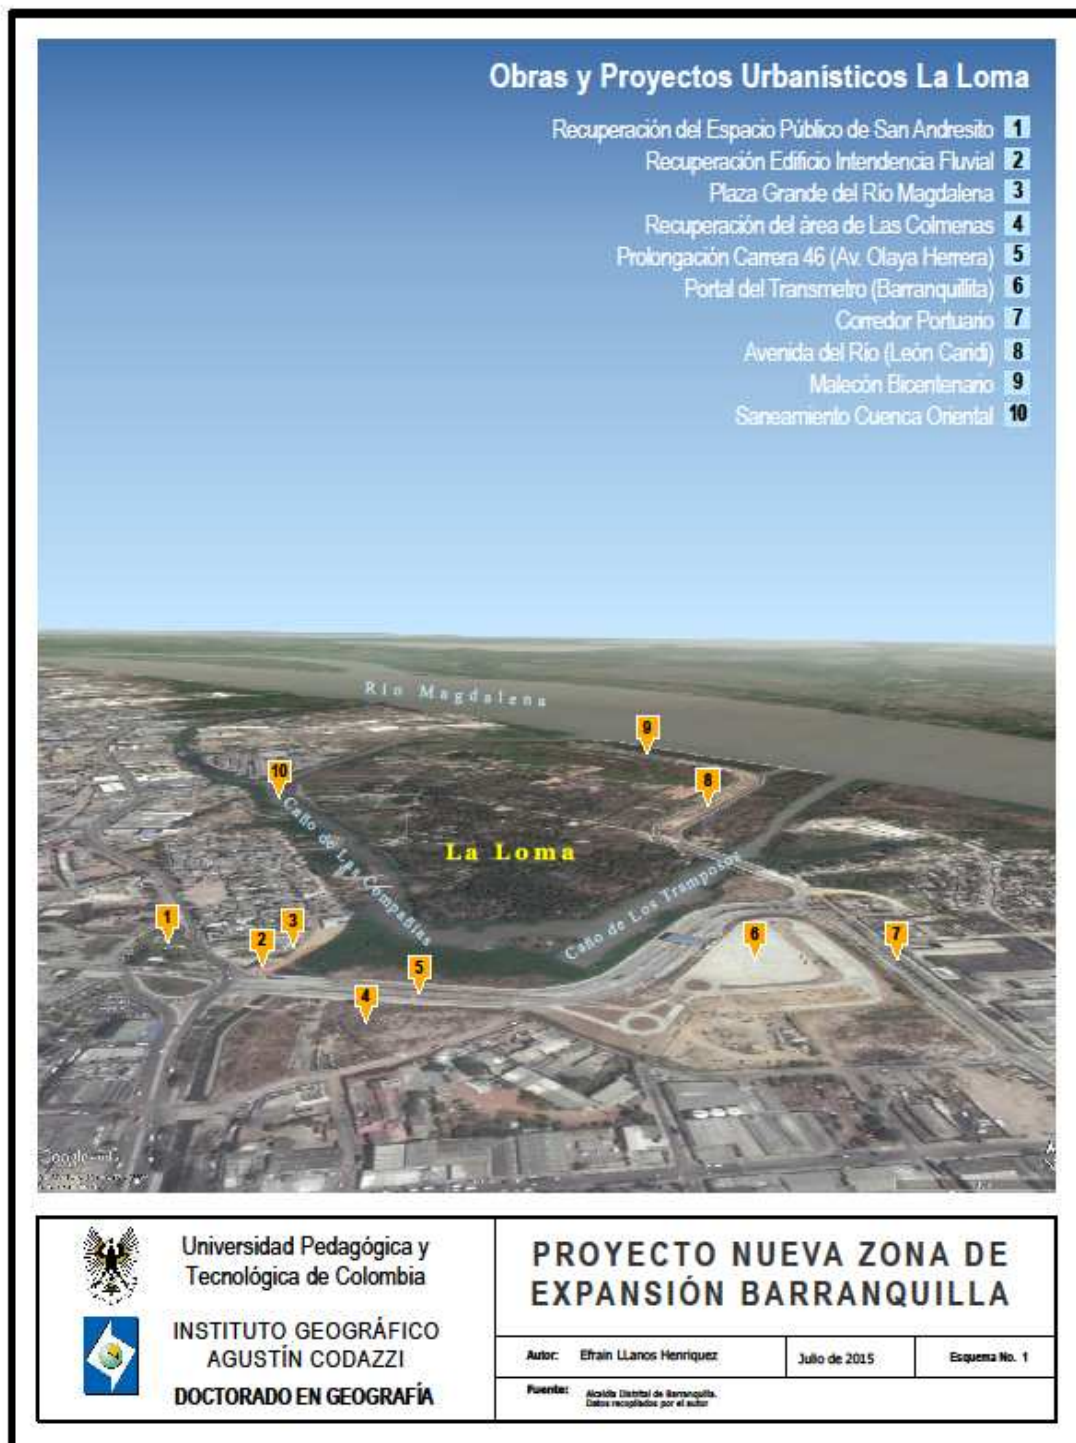 Obras y Proyectos Urbanísticos La Loma
Recuperación del Espacio Público de San Andresito 1
Recuperación Edificio Intendencia Fluvial 2
Plaza Grande del Río Magdalena 3
Recuperación del área de Las Colmenas 4
Prolongación Carrera 46 (Av. Olaya Herrera) 5
Portal del Transmetro (Barranquillita) 6
Corredor Portuario 7
Avenida del Río (León Caridi) 8
Malecón Bicentenario 9
Saneamiento Cuenca Oriental 10
Río Magdalena
9
10
8
Caño de Las Compañías
La Loma
Caño de Los Tramposos
1
3
2
6
7
5
4
Google
Universidad Pedagógica y
Tecnológica de Colombia
INSTITUTO GEOGRÁFICO
AGUSTÍN CODAZZI
DOCTORADO EN GEOGRAFÍA
PROYECTO NUEVA ZONA DE
EXPANSIÓN BARRANQUILLA
Autor: Efraín LLanos Henríquez
Julio de 2015
Esquema No. 1
Fuente: Alcaldía Distrital de Barranquilla.
Datos recopilados por el autor